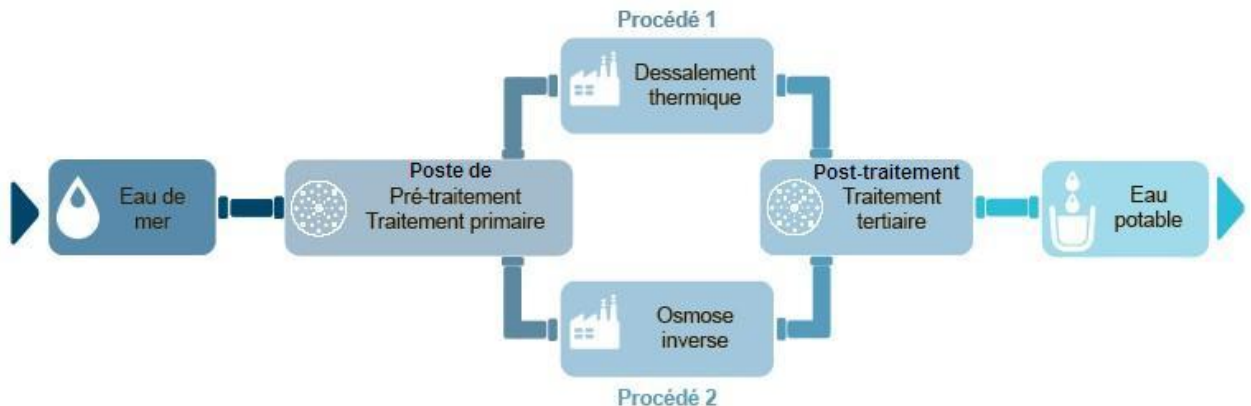 Procédé 1
Dessalement
thermique
Eau de
mer
Poste de
Pré-traitement
Traitement primaire
Post-traitement
Traitement
tertiaire
Eau
potable
Osmose
inverse
Procédé 2